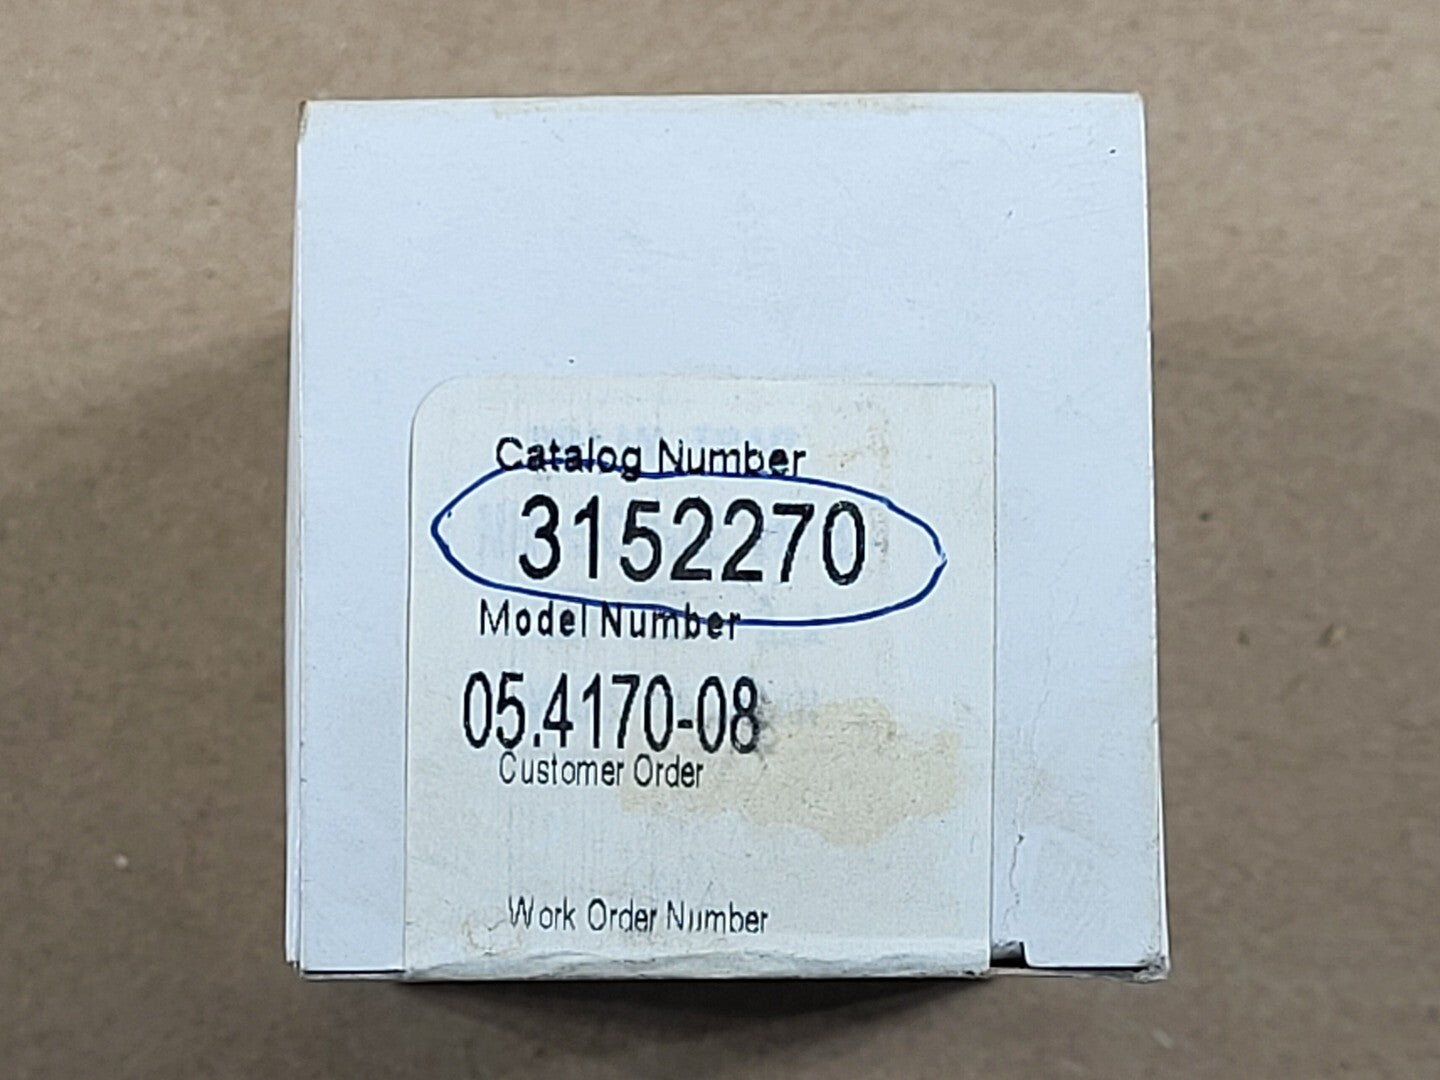 Catalog Number
3152270
Model Number
05.4170-08
Customer Order
Work Order Number